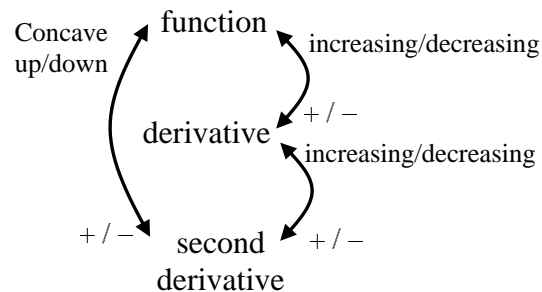 Concave
up/down
function
increasing/decreasing
+ / −
derivative
increasing/decreasing
+ / −
second
derivative
+ / −